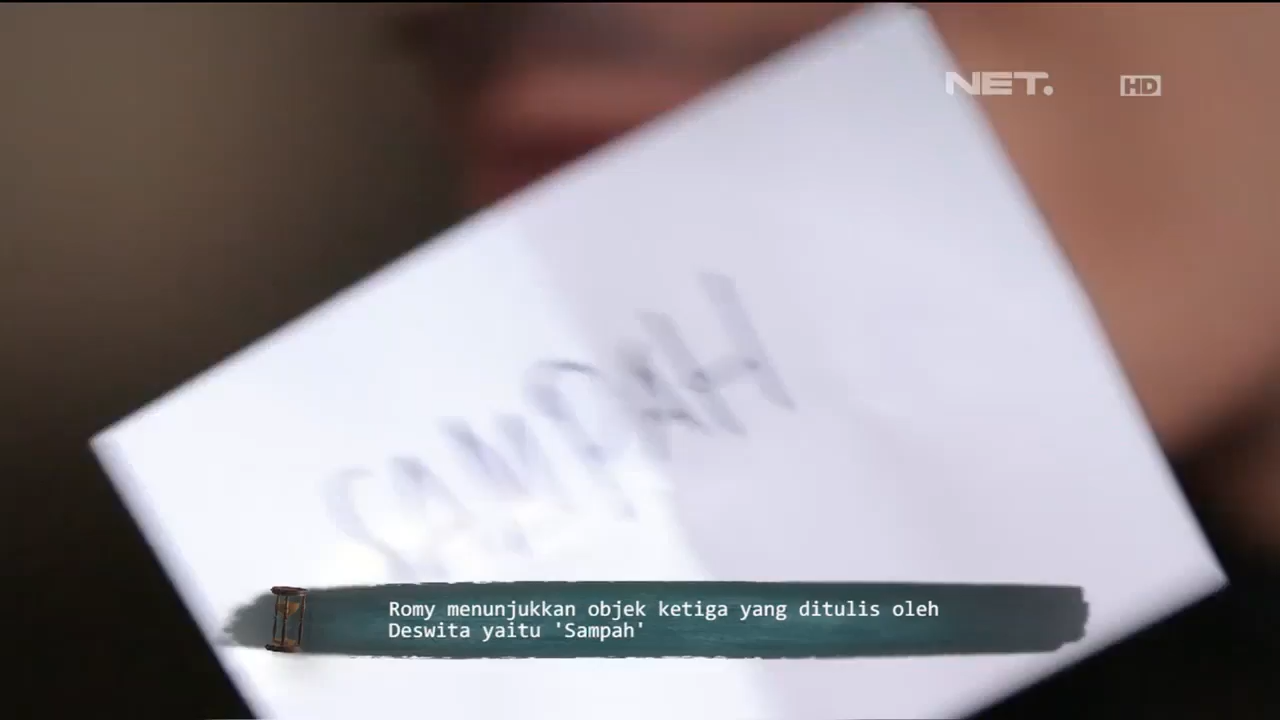 NET.
HD
SAMPAH
Romy menunjukkan objek ketiga yang ditulis oleh
Deswita yaitu 'Sampah'